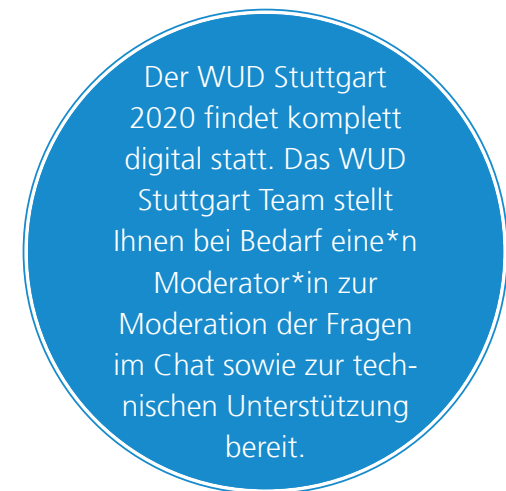 Der WUD Stuttgart
2020 findet komplett
digital statt. Das WUD
Stuttgart Team stellt
Ihnen bei Bedarf eine*n
Moderator*in zur
Moderation der Fragen
im Chat sowie zur tech-
nischen Unterstützung
bereit.